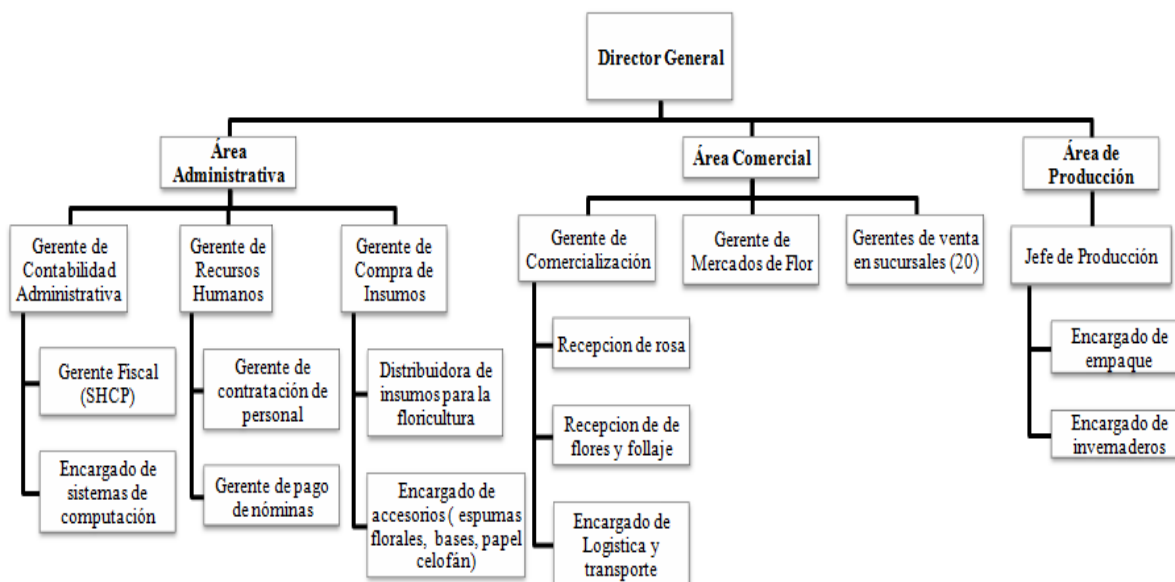 Director General
Área
Administrativa
Área Comercial
Área de
Producción
Gerente de
Contabilidad
Administrativa
Gerente de
Recursos
Humanos
Gerente de
Compra de
Insumos
Gerente de
Comercialización
Gerente de
Mercados de Flor
Gerentes de venta
en sucursales (20)
Jefe de Producción
Gerente Fiscal
(SHCP)
Encargado de
sistemas de
computación
Gerente de
contratación de
personal
Gerente de pago
de nóminas
Distribuidora de
insumos para la
floricultura
Encargado de
accesorios ( espumas
florales, bases, papel
celofán)
Recepcion de rosa
Recepcion de de
flores y follaje
Encargado de
Logistica y
transporte
Encargado de
empaque
Encargado de
invernaderos